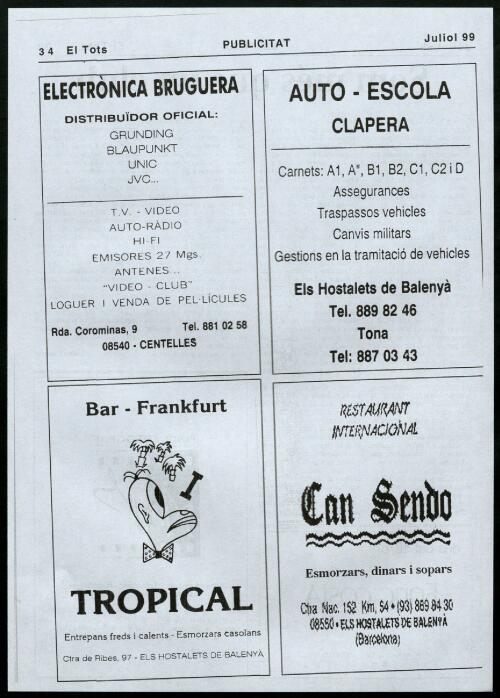 34 El Tots
PUBLICITAT
Juliol 99
ELECTRÒNICA BRUGUERA
DISTRIBUÏDOR OFICIAL:
GRUNDING
BLAUPUNKT
UNIC
JVC...
T.V. - VIDEO
AUTO-RÀDIO
HI-FI
EMISORES 27 Mgs.
ANTENES...
"VIDEO - CLUB"
LOGUER I VENDA DE PEL·LÍCULES
Rda. Corominas, 9 Tel. 881 02 58
08540 - CENTELLES
AUTO - ESCOLA
CLAPERA
Carnets: A1, A*, B1, B2, C1, C2 i D
Assegurances
Traspassos vehicles
Canvis militars
Gestions en la tramitació de vehicles
Els Hostalets de Balenyà
Tel. 889 82 46
Tona
Tel: 887 03 43
Bar - Frankfurt
TROPICAL
Entrepans freds i calents - Esmorzars casolans
Ctra de Ribes, 97 - ELS HOSTALETS DE BALENYÀ
RESTAURANT
INTERNACIONAL
Can Sendo
Esmorzars, dinars i sopars
Ctra Nac. 152 Km, 54 • (93) 889 84 30
08550 • ELS HOSTALETS DE BALENYÀ
(Barcelona)